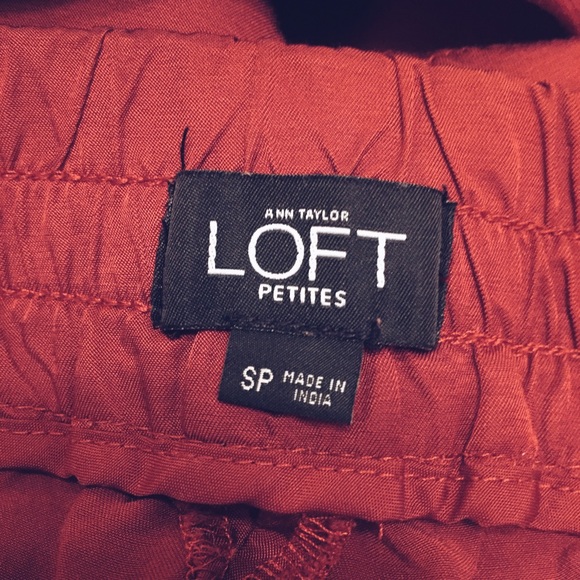 ANN TAYLOR
LOFT
PETITES
SP MADE IN
INDIA